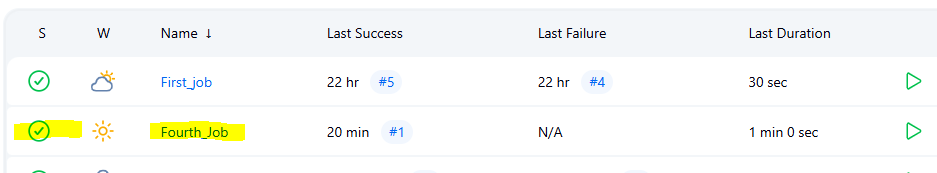 S W Name ↓ Last Success Last Failure Last Duration
First_job 22 hr #5 22 hr #4 30 sec
Fourth_Job 20 min #1 N/A 1 min 0 sec